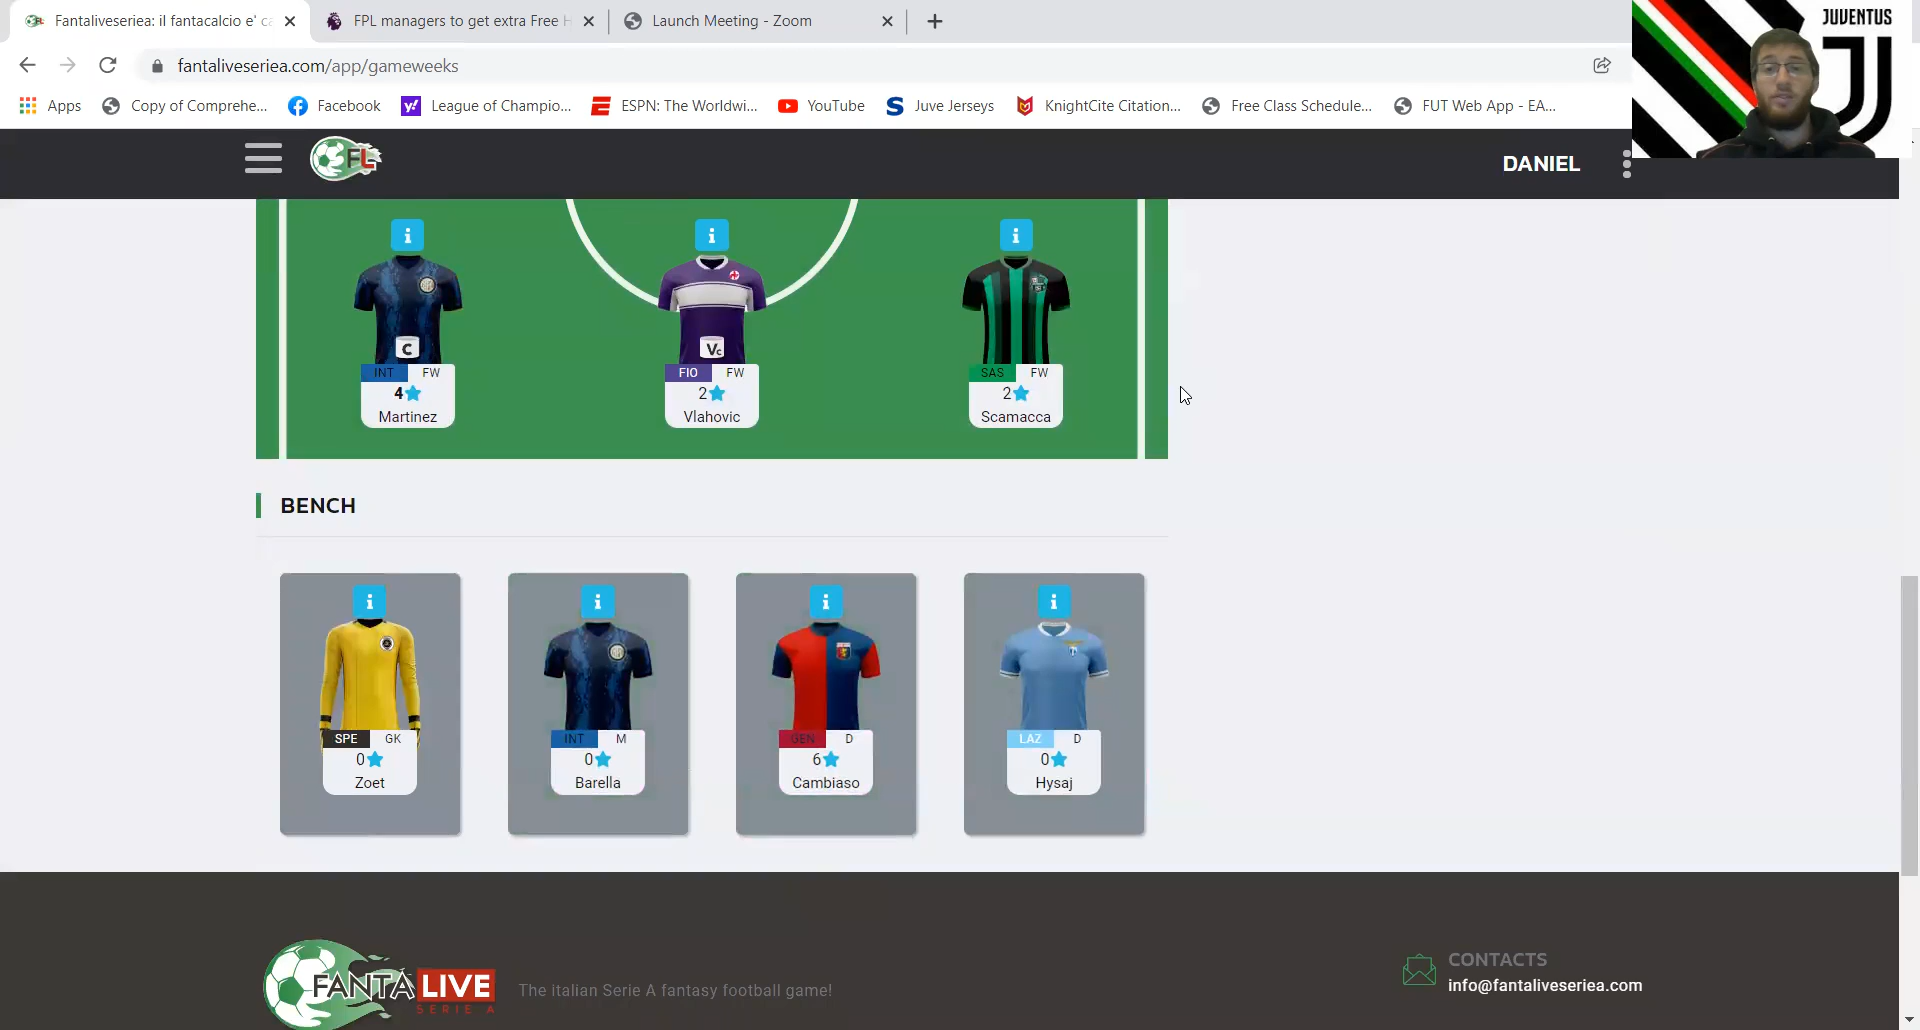 Fantaliveseriea: il fantacalcio e' ca
FPL managers to get extra Free H
Launch Meeting - Zoom
fantaliveseriea.com/app/gameweeks
Apps
Copy of Comprehe...
Facebook
League of Champio...
ESPN: The Worldwi...
YouTube
Juve Jerseys
KnightCite Citation...
Free Class Schedule...
FUT Web App - EA...
JUVENTUS
FL
DANIEL
C
INT FW
4
Martinez
Vc
FIO FW
2
Vlahovic
SAS FW
2
Scamacca
BENCH
SPE GK
0
Zoet
INT M
0
Barella
GEN D
6
Cambiaso
LAZ D
0
Hysaj
FANTA LIVE
SERIE A
The italian Serie A fantasy football game!
CONTACTS
info@fantaliveseriea.com